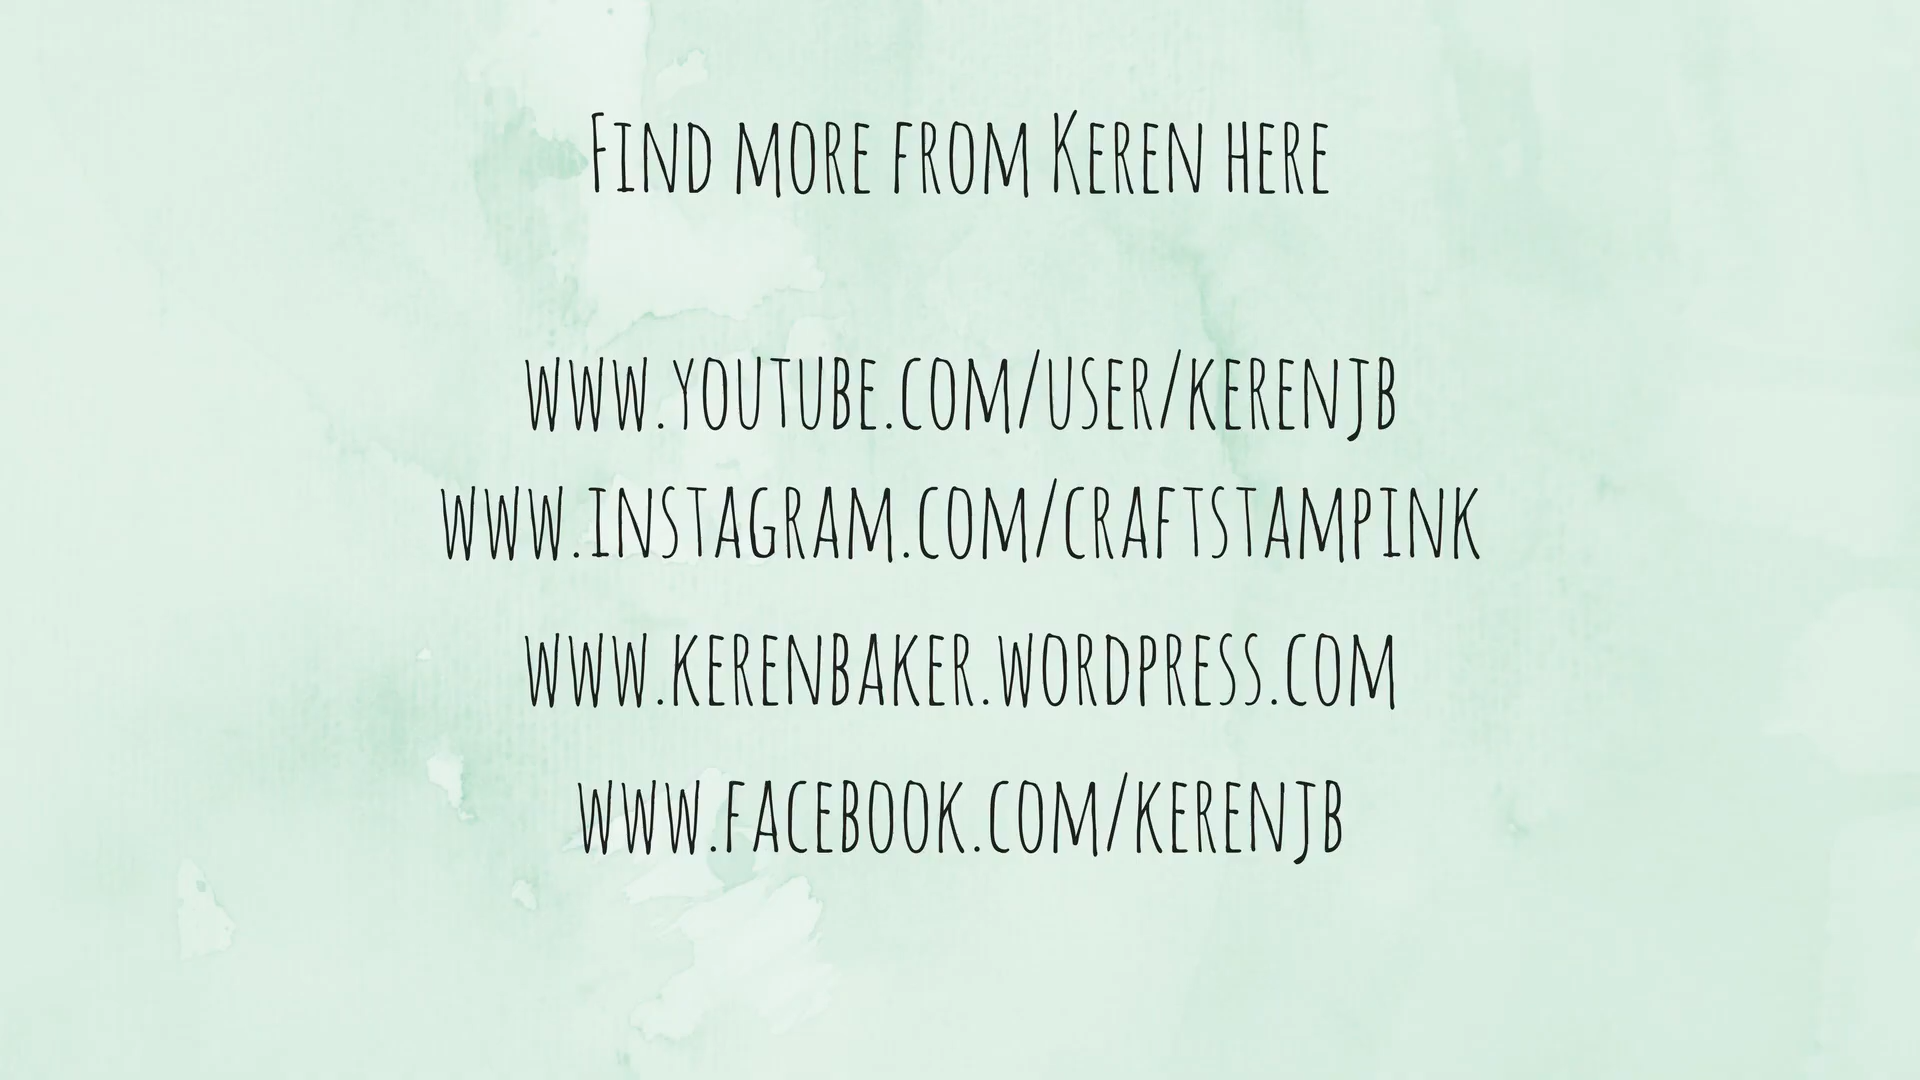 Find more from Keren here
www.youtube.com/user/kerenjb
www.instagram.com/craftstampink
www.kerenbaker.wordpress.com
www.facebook.com/kerenjb